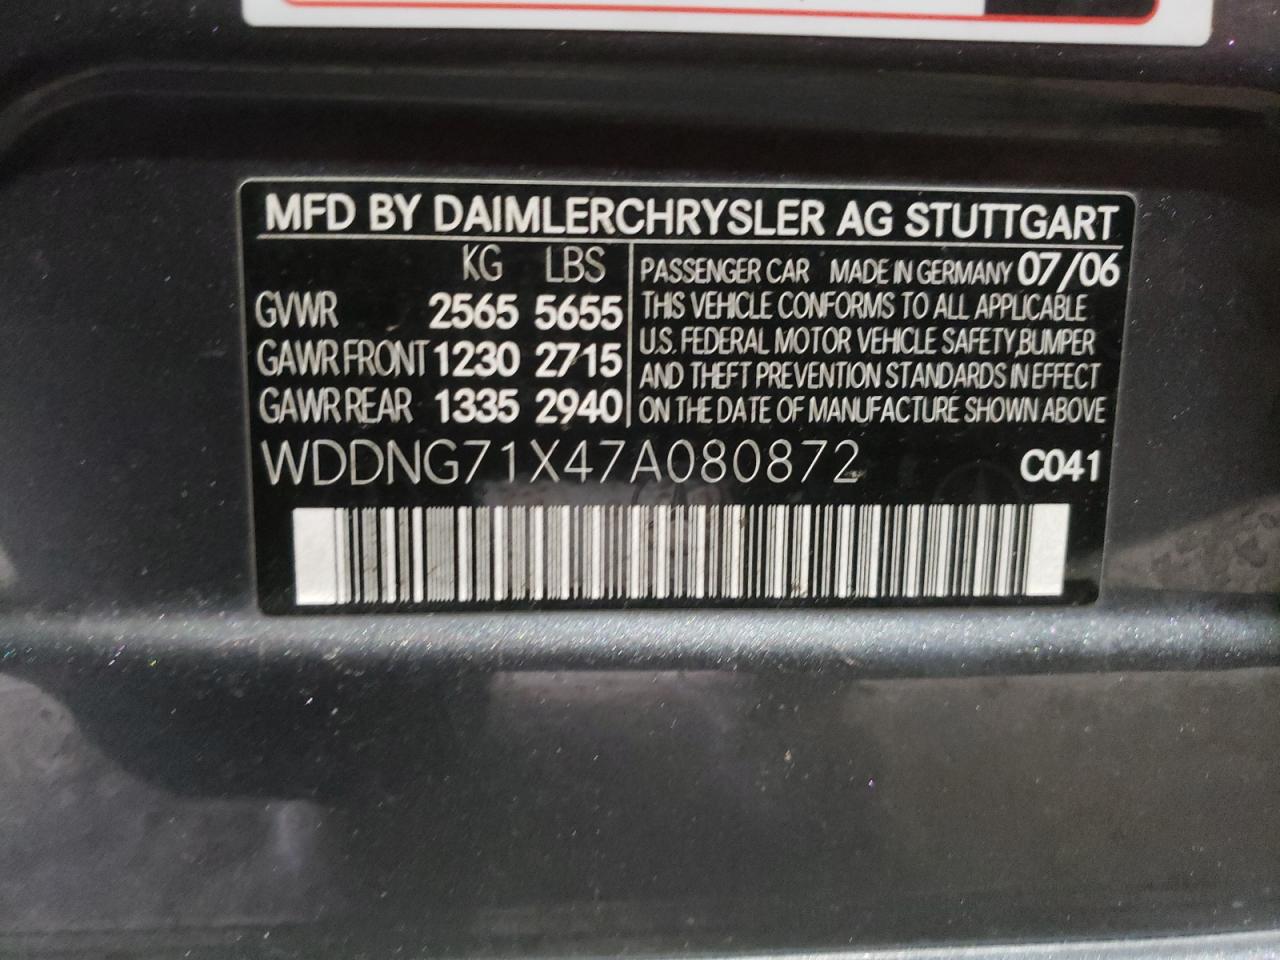 MFD BY DAIMLERCHRYSLER AG STUTTGART
KG LBS
GVWR 2565 5655
GAWR FRONT 1230 2715
GAWR REAR 1335 2940
PASSENGER CAR MADE IN GERMANY 07/06
THIS VEHICLE CONFORMS TO ALL APPLICABLE
U.S. FEDERAL MOTOR VEHICLE SAFETY,BUMPER
AND THEFT PREVENTION STANDARDS IN EFFECT
ON THE DATE OF MANUFACTURE SHOWN ABOVE
WDDNG71X47A080872 C041